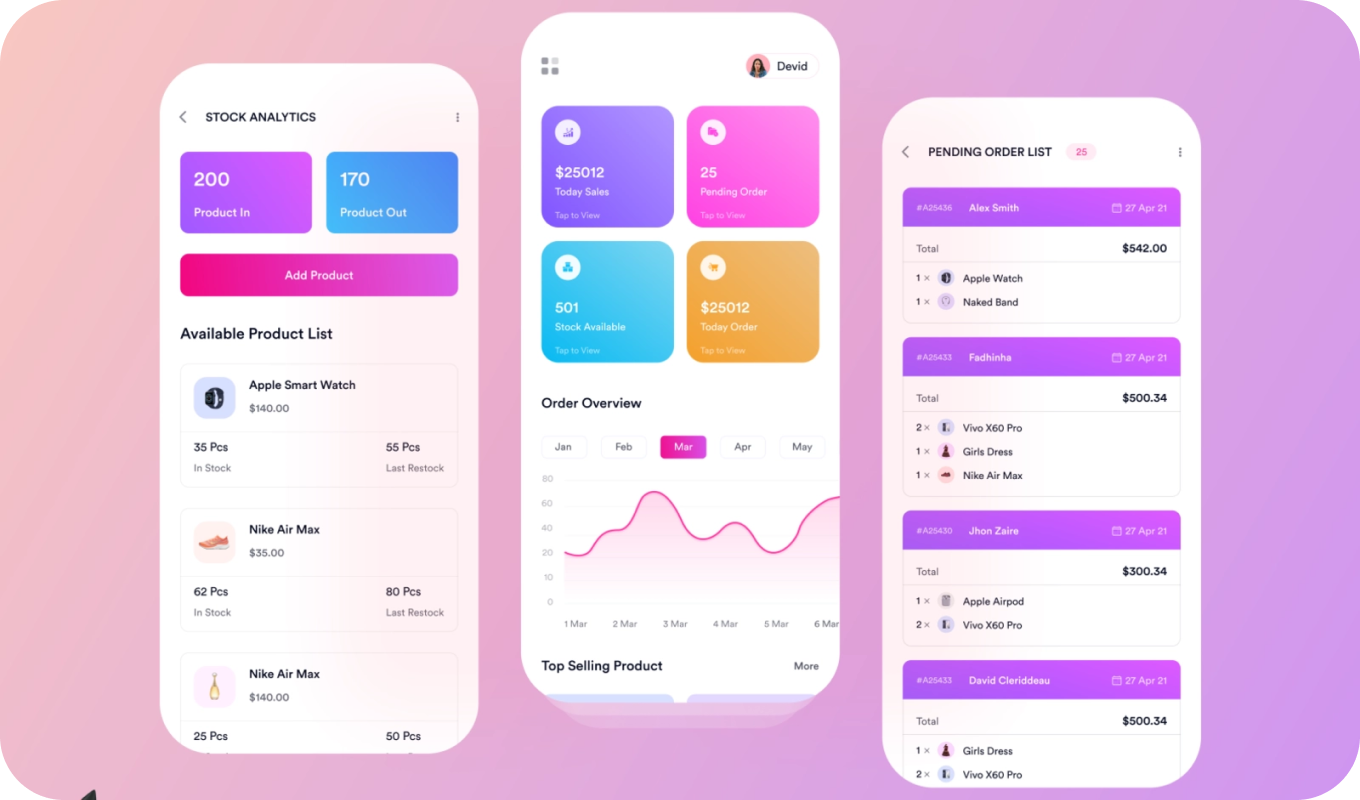 STOCK ANALYTICS
200
Product In
170
Product Out
Add Product
Available Product List
Apple Smart Watch
$140.00
35 Pcs
In Stock
55 Pcs
Last Restock
Nike Air Max
$35.00
62 Pcs
In Stock
80 Pcs
Last Restock
Nike Air Max
$140.00
25 Pcs
50 Pcs
Devid
$25012
Today Sales
Tap to View
25
Pending Order
Tap to View
501
Stock Available
Tap to View
$25012
Today Order
Tap to View
Order Overview
Jan Feb Mar Apr May
80
60
40
20
10
0
1 Mar 2 Mar 3 Mar 4 Mar 5 Mar 6 Mar
Top Selling Product More
PENDING ORDER LIST 25
#A25436 Alex Smith 27 Apr 21
Total $542.00
1 × Apple Watch
1 × Naked Band
#A25433 Fadhinha 27 Apr 21
Total $500.34
2 × Vivo X60 Pro
1 × Girls Dress
1 × Nike Air Max
#A25430 Jhon Zaire 27 Apr 21
Total $300.34
1 × Apple Airpod
2 × Vivo X60 Pro
#A25433 David Cleriddeau 27 Apr 21
Total $500.34
1 × Girls Dress
2 × Vivo X60 Pro